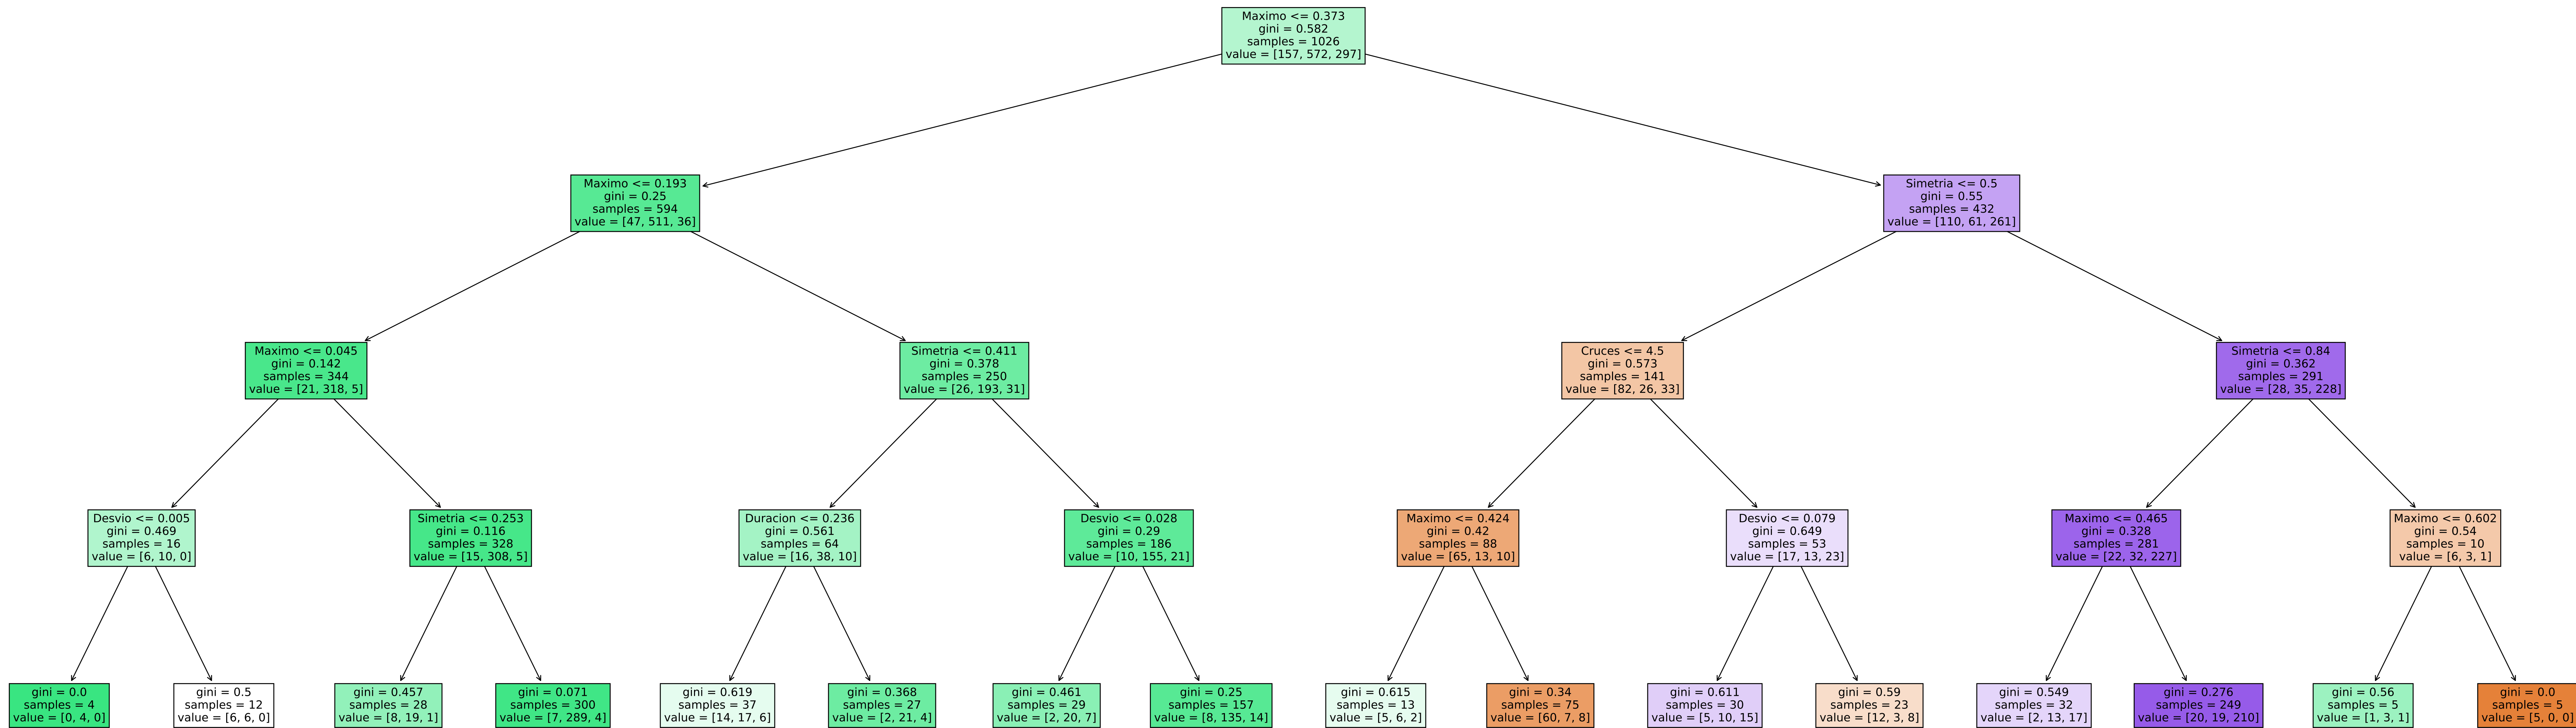 Maximo <= 0.373
gini = 0.582
samples = 1026
value = [157, 572, 297]
Maximo <= 0.193
gini = 0.25
samples = 594
value = [47, 511, 36]
Simetria <= 0.5
gini = 0.55
samples = 432
value = [110, 61, 261]
Maximo <= 0.045
gini = 0.142
samples = 344
value = [21, 318, 5]
Simetria <= 0.411
gini = 0.378
samples = 250
value = [26, 193, 31]
Cruces <= 4.5
gini = 0.573
samples = 141
value = [82, 26, 33]
Simetria <= 0.84
gini = 0.362
samples = 291
value = [28, 35, 228]
Desvio <= 0.005
gini = 0.469
samples = 16
value = [6, 10, 0]
Simetria <= 0.253
gini = 0.116
samples = 328
value = [15, 308, 5]
Duracion <= 0.236
gini = 0.561
samples = 64
value = [16, 38, 10]
Desvio <= 0.028
gini = 0.29
samples = 186
value = [10, 155, 21]
Maximo <= 0.424
gini = 0.42
samples = 88
value = [65, 13, 10]
Desvio <= 0.079
gini = 0.649
samples = 53
value = [17, 13, 23]
Maximo <= 0.465
gini = 0.328
samples = 281
value = [22, 32, 227]
Maximo <= 0.602
gini = 0.54
samples = 10
value = [6, 3, 1]
gini = 0.0
samples = 4
value = [0, 4, 0]
gini = 0.5
samples = 12
value = [6, 6, 0]
gini = 0.457
samples = 28
value = [8, 19, 1]
gini = 0.071
samples = 300
value = [7, 289, 4]
gini = 0.619
samples = 37
value = [14, 17, 6]
gini = 0.368
samples = 27
value = [2, 21, 4]
gini = 0.461
samples = 29
value = [2, 20, 7]
gini = 0.25
samples = 157
value = [8, 135, 14]
gini = 0.615
samples = 13
value = [5, 6, 2]
gini = 0.34
samples = 75
value = [60, 7, 8]
gini = 0.611
samples = 30
value = [5, 10, 15]
gini = 0.59
samples = 23
value = [12, 3, 8]
gini = 0.549
samples = 32
value = [2, 13, 17]
gini = 0.276
samples = 249
value = [20, 19, 210]
gini = 0.56
samples = 5
value = [1, 3, 1]
gini = 0.0
samples = 5
value = [5, 0, 0]